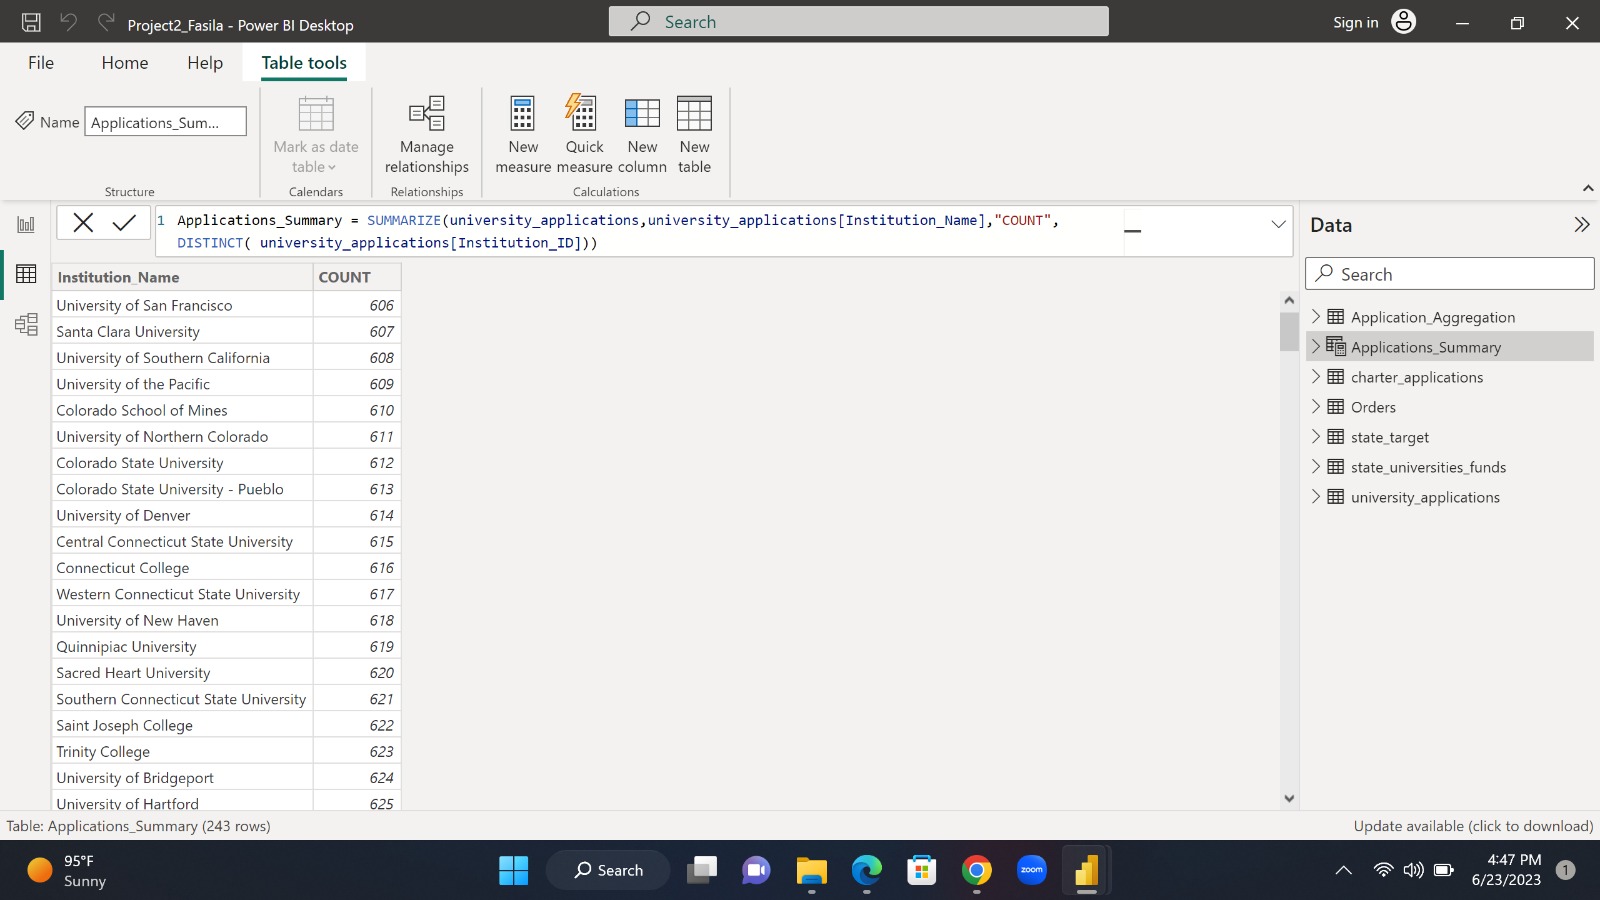 Project2_Fasila - Power BI Desktop
Search
Sign in
File
Home
Help
Table tools
Name
Applications_Sum...
Mark as date
table
Manage
relationships
New
measure
Quick
measure
New
column
New
table
Structure
Calendars
Relationships
Calculations
1 Applications_Summary = SUMMARIZE(university_applications,university_applications[Institution_Name],"COUNT",
DISTINCT( university_applications[Institution_ID]))
Institution_Name COUNT
University of San Francisco 606
Santa Clara University 607
University of Southern California 608
University of the Pacific 609
Colorado School of Mines 610
University of Northern Colorado 611
Colorado State University 612
Colorado State University - Pueblo 613
University of Denver 614
Central Connecticut State University 615
Connecticut College 616
Western Connecticut State University 617
University of New Haven 618
Quinnipiac University 619
Sacred Heart University 620
Southern Connecticut State University 621
Saint Joseph College 622
Trinity College 623
University of Bridgeport 624
University of Hartford 625
Data
Search
Application_Aggregation
Applications_Summary
charter_applications
Orders
state_target
state_universities_funds
university_applications
Table: Applications_Summary (243 rows)
Update available (click to download)
95°F
Sunny
Search
zoom
4:47 PM
6/23/2023
1